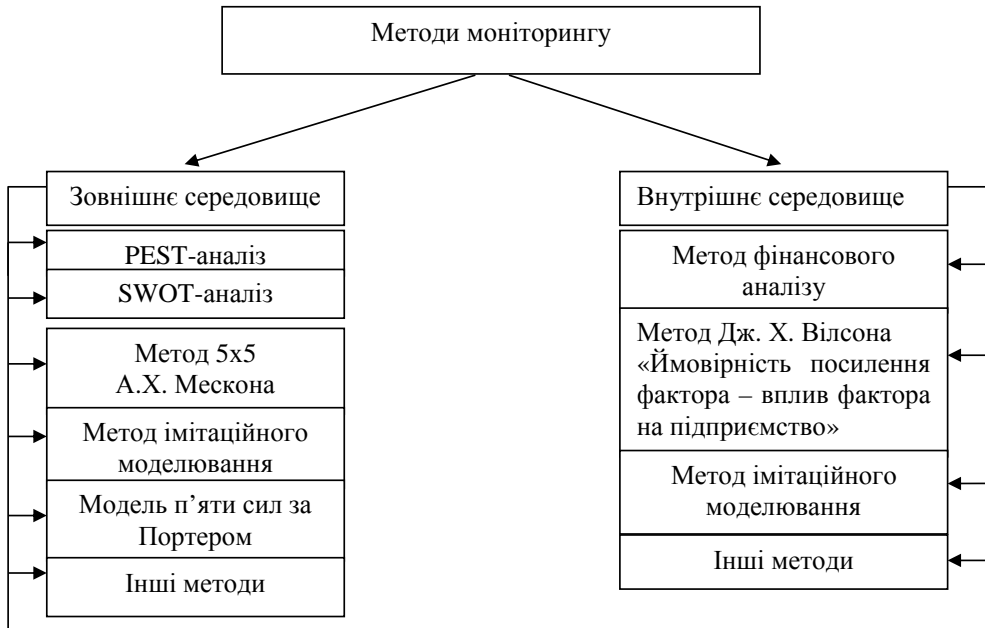 Методи моніторингу
Зовнішнє середовище
PEST-аналіз
SWOT-аналіз
Метод 5х5
А.Х. Мескона
Метод імітаційного
моделювання
Модель п’яти сил за
Портером
Інші методи
Внутрішнє середовище
Метод фінансового
аналізу
Метод Дж. Х. Вілсона
«Ймовірність посилення
фактора – вплив фактора
на підприємство»
Метод імітаційного
моделювання
Інші методи